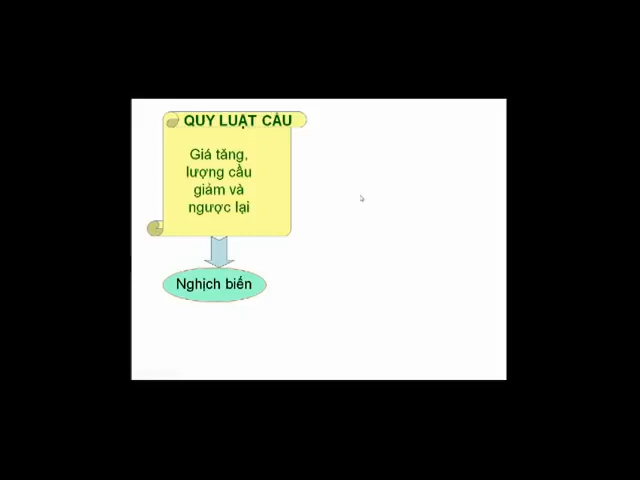 QUY LUẬT CẦU
Giá tăng,
lượng cầu
giảm và
ngược lại
Nghịch biến